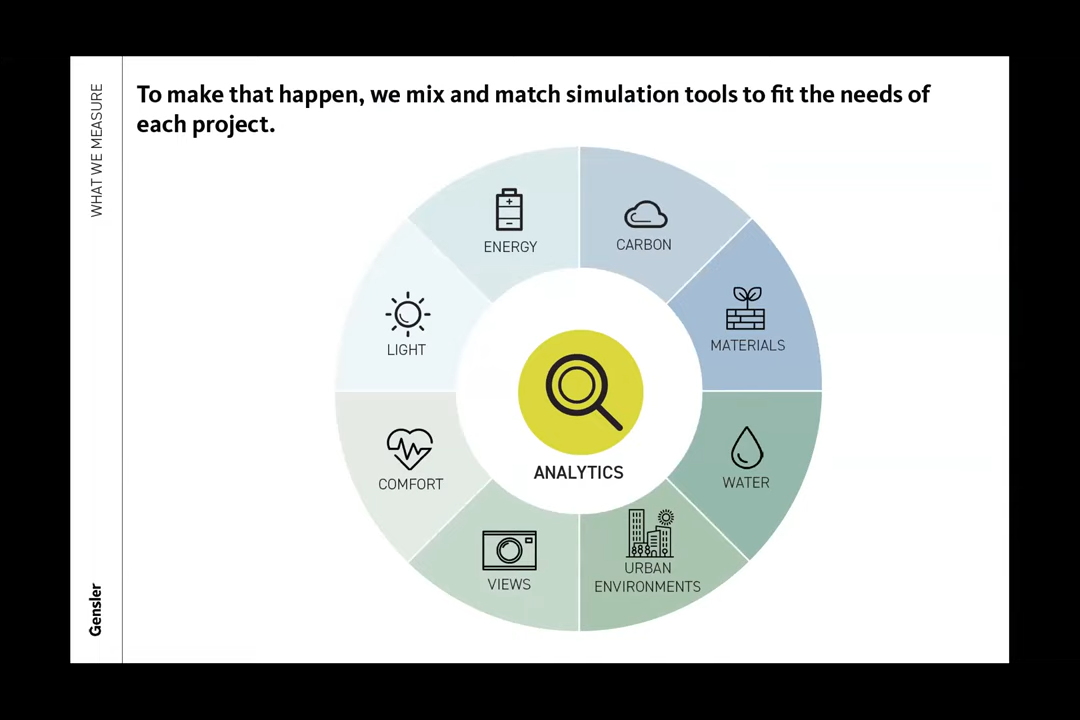 WHAT WE MEASURE
To make that happen, we mix and match simulation tools to fit the needs of
each project.
ENERGY
CARBON
LIGHT
MATERIALS
ANALYTICS
COMFORT
WATER
VIEWS
URBAN
ENVIRONMENTS
Gensler